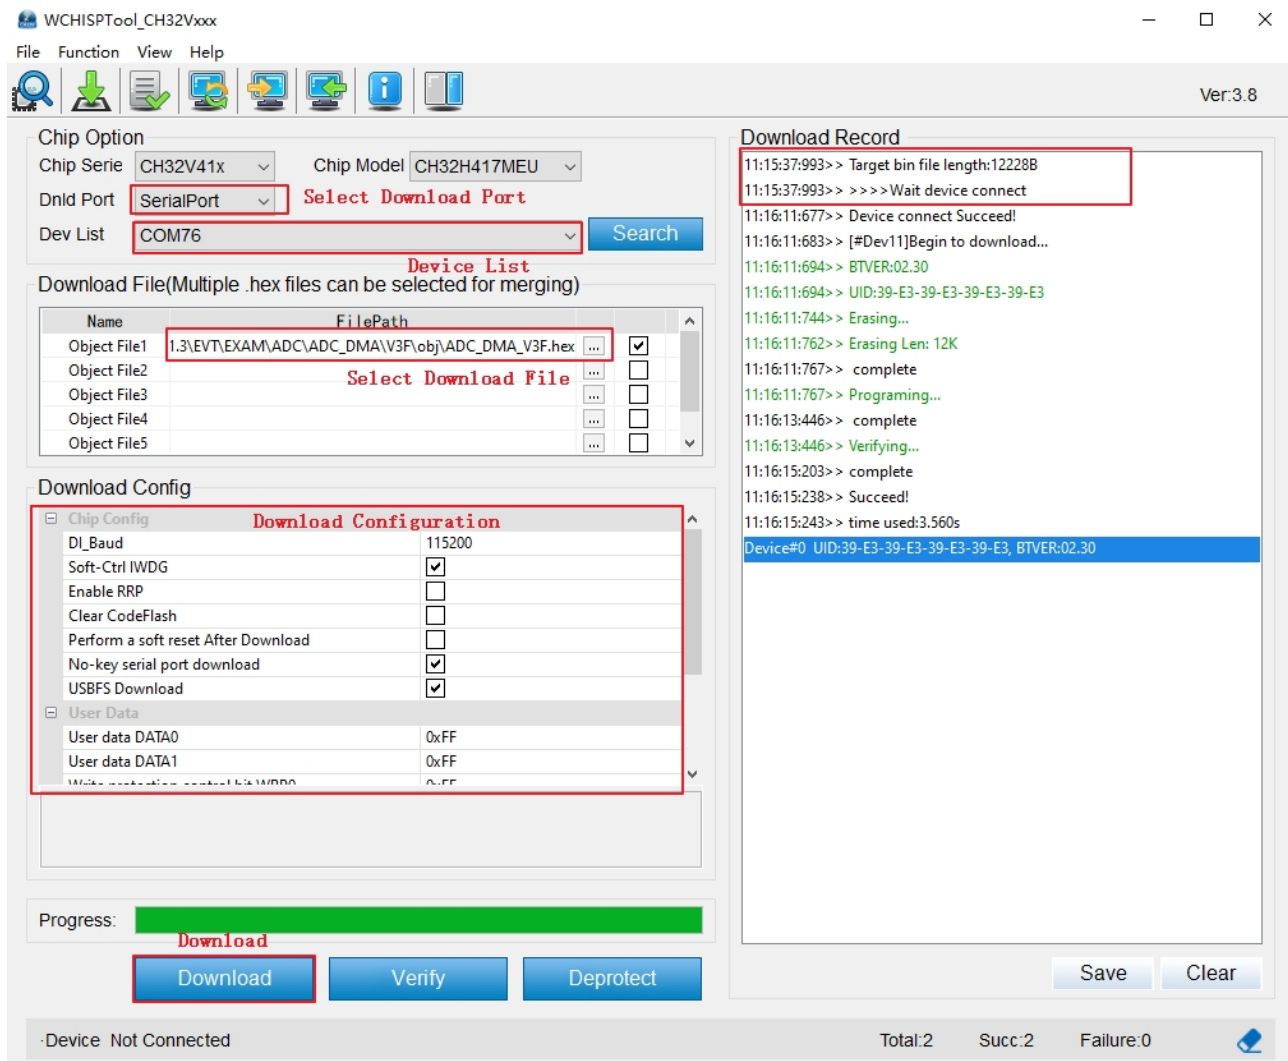 WCHISPTool_CH32Vxxx
File Function View Help
Ver:3.8
Chip Option
Chip Serie CH32V41x Chip Model CH32H417MEU
Dnld Port SerialPort Select Download Port
Dev List COM76 Search
Device List
Download File(Multiple .hex files can be selected for merging)
Name FilePath
Object File1 1.3\EVT\EXAM\ADC\ADC_DMA\V3F\obj\ADC_DMA_V3F.hex ...
Object File2 ...
Select Download File
Object File3 ...
Object File4 ...
Object File5 ...
Download Config
Chip Config Download Configuration
DI_Baud 115200
Soft-Ctrl IWDG
Enable RRP
Clear CodeFlash
Perform a soft reset After Download
No-key serial port download
USBFS Download
User Data
User data DATA0 0xFF
User data DATA1 0xFF
Write protection control bit WRP0 0xFF
Progress:
Download
Download Verify Deprotect
Download Record
11:15:37:993>> Target bin file length:12228B
11:15:37:993>> >>>>Wait device connect
11:16:11:677>> Device connect Succeed!
11:16:11:683>> [#Dev11]Begin to download...
11:16:11:694>> BTVER:02.30
11:16:11:694>> UID:39-E3-39-E3-39-E3-39-E3
11:16:11:744>> Erasing...
11:16:11:762>> Erasing Len: 12K
11:16:11:767>> complete
11:16:11:767>> Programing...
11:16:13:446>> complete
11:16:13:446>> Verifying...
11:16:15:203>> complete
11:16:15:238>> Succeed!
11:16:15:243>> time used:3.560s
Device#0 UID:39-E3-39-E3-39-E3-39-E3, BTVER:02.30
Save Clear
·Device Not Connected Total:2 Succ:2 Failure:0